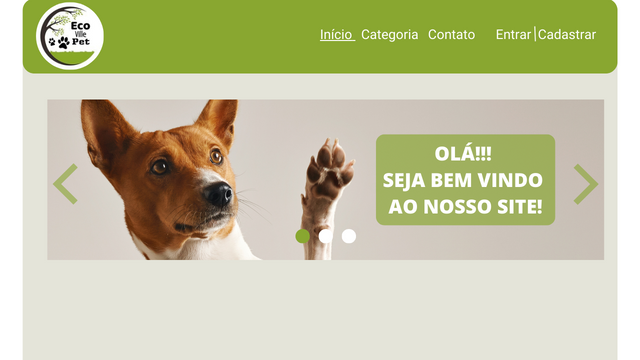 Eco
Ville
Pet
Início Categoria Contato Entrar|Cadastrar
OLÁ!!!
SEJA BEM VINDO
AO NOSSO SITE!